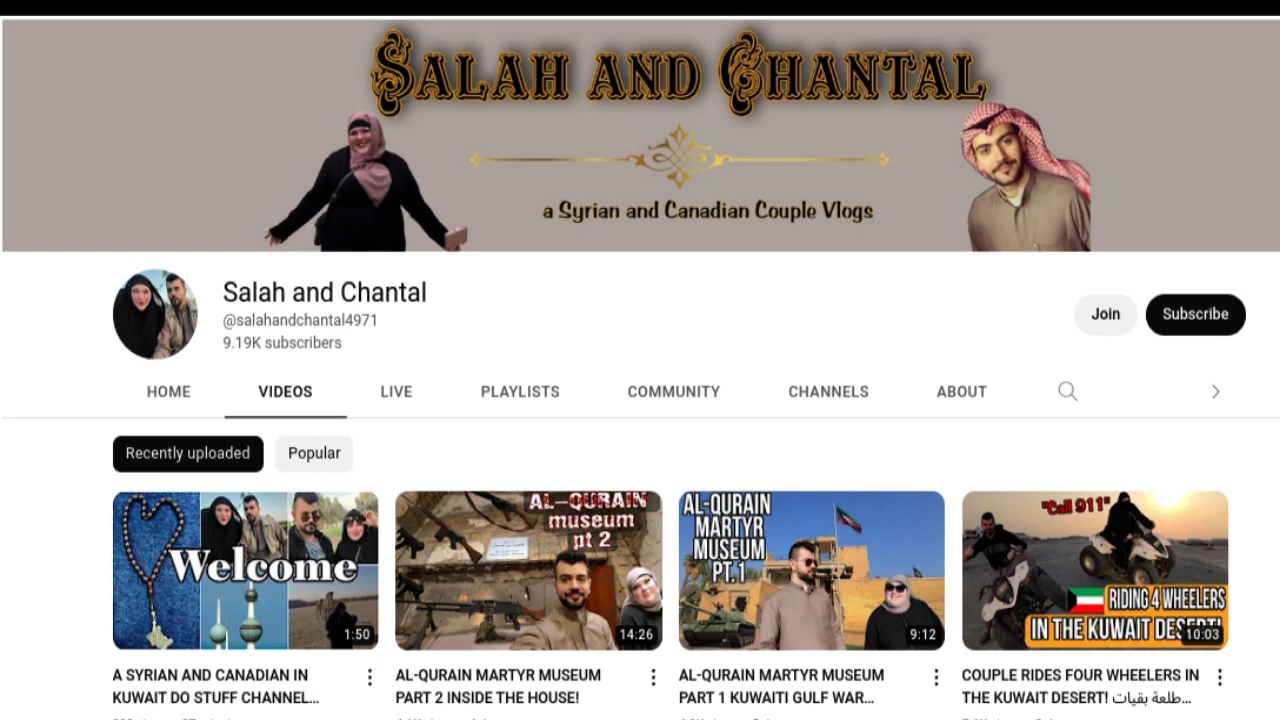 SALAH AND CHANTAL
a Syrian and Canadian Couple Vlogs
Salah and Chantal
@salahandchantal4971
9.19K subscribers
Join
Subscribe
HOME
VIDEOS
LIVE
PLAYLISTS
COMMUNITY
CHANNELS
ABOUT
Recently uploaded
Popular
Welcome
1:50
AL-QURAIN
museum
pt 2
14:26
AL-QURAIN
MARTYR
MUSEUM
PT.1
9:12
"Call 911"
RIDING 4 WHEELERS
IN THE KUWAIT DESERT!
10:03
A SYRIAN AND CANADIAN IN
KUWAIT DO STUFF CHANNEL...
AL-QURAIN MARTYR MUSEUM
PART 2 INSIDE THE HOUSE!
AL-QURAIN MARTYR MUSEUM
PART 1 KUWAITI GULF WAR...
COUPLE RIDES FOUR WHEELERS IN
THE KUWAIT DESERT! طلعة بقيات...